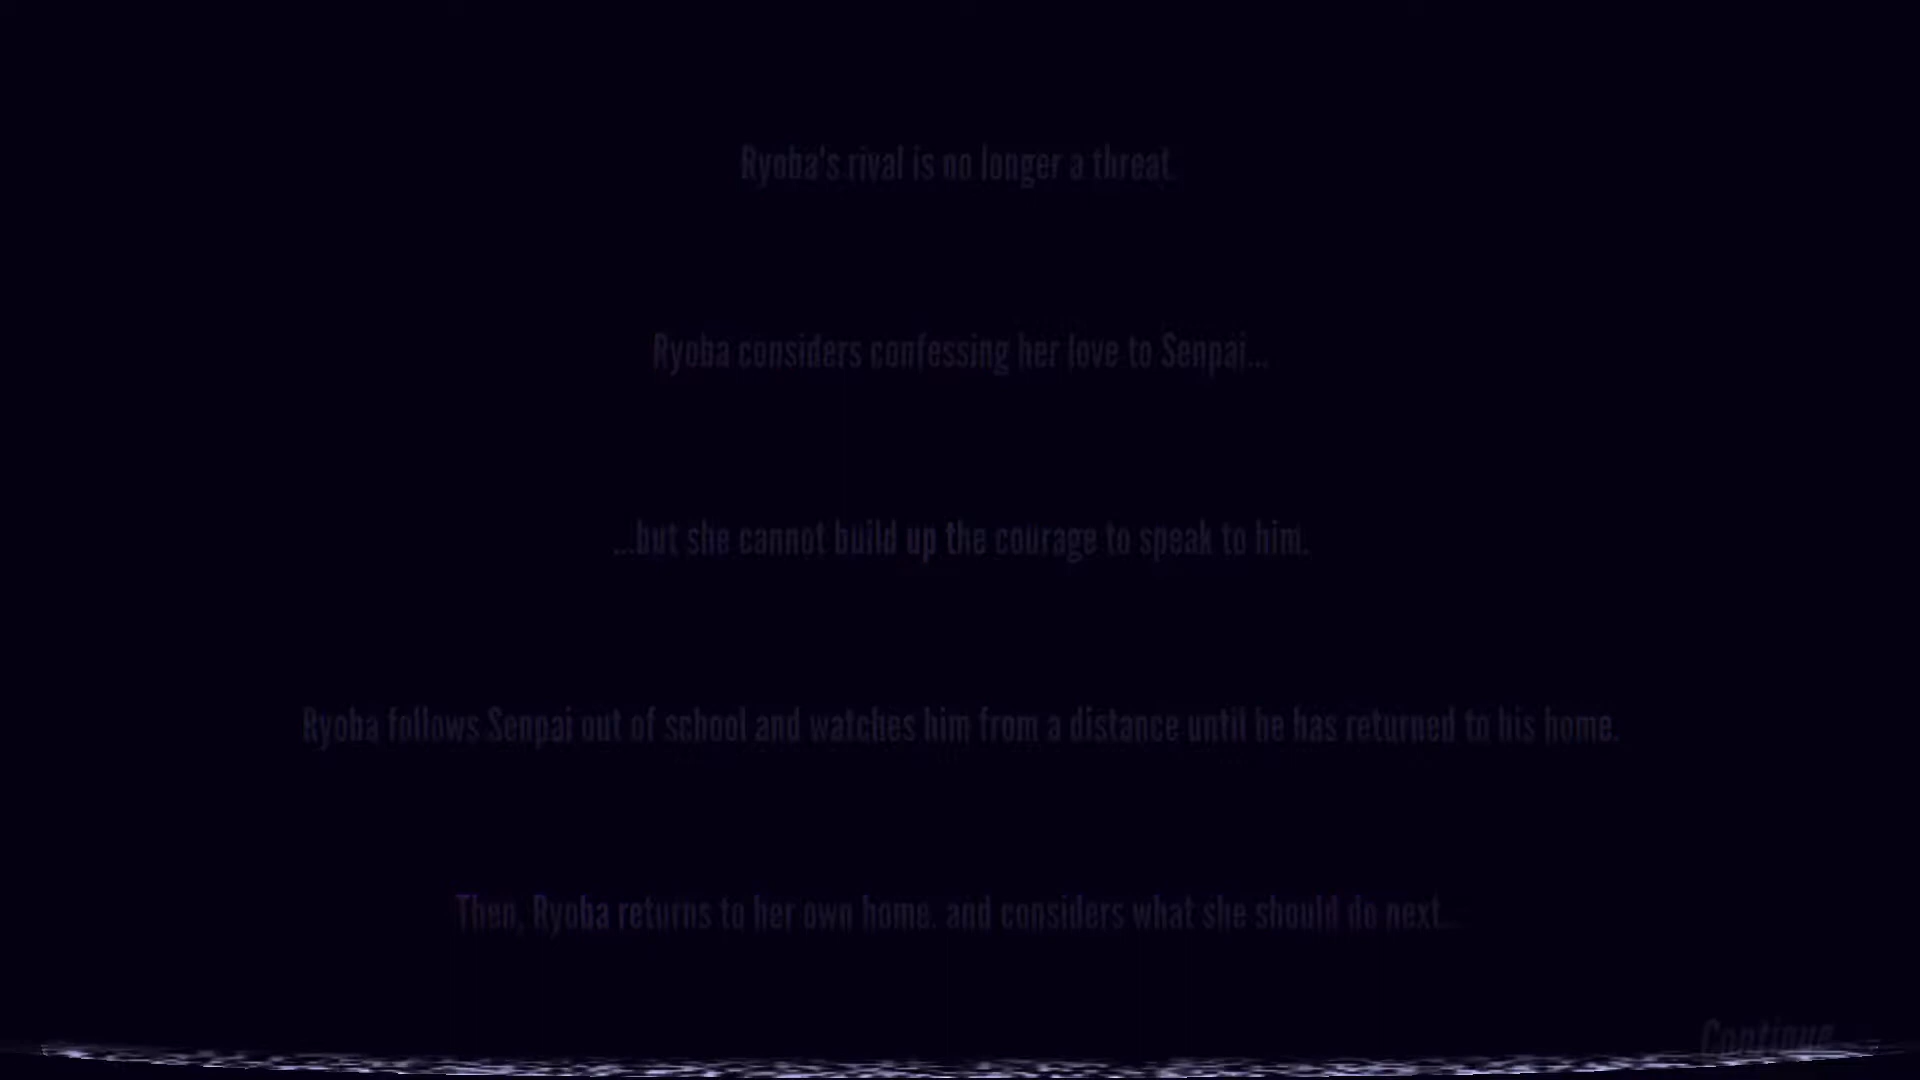 Ryoba's rival is no longer a threat.
Ryoba considers confessing her love to Senpai...
...but she cannot build up the courage to speak to him.
Ryoba follows Senpai out of school and watches him from a distance until he has returned to his home.
Then, Ryoba returns to her own home, and considers what she should do next...
Continue